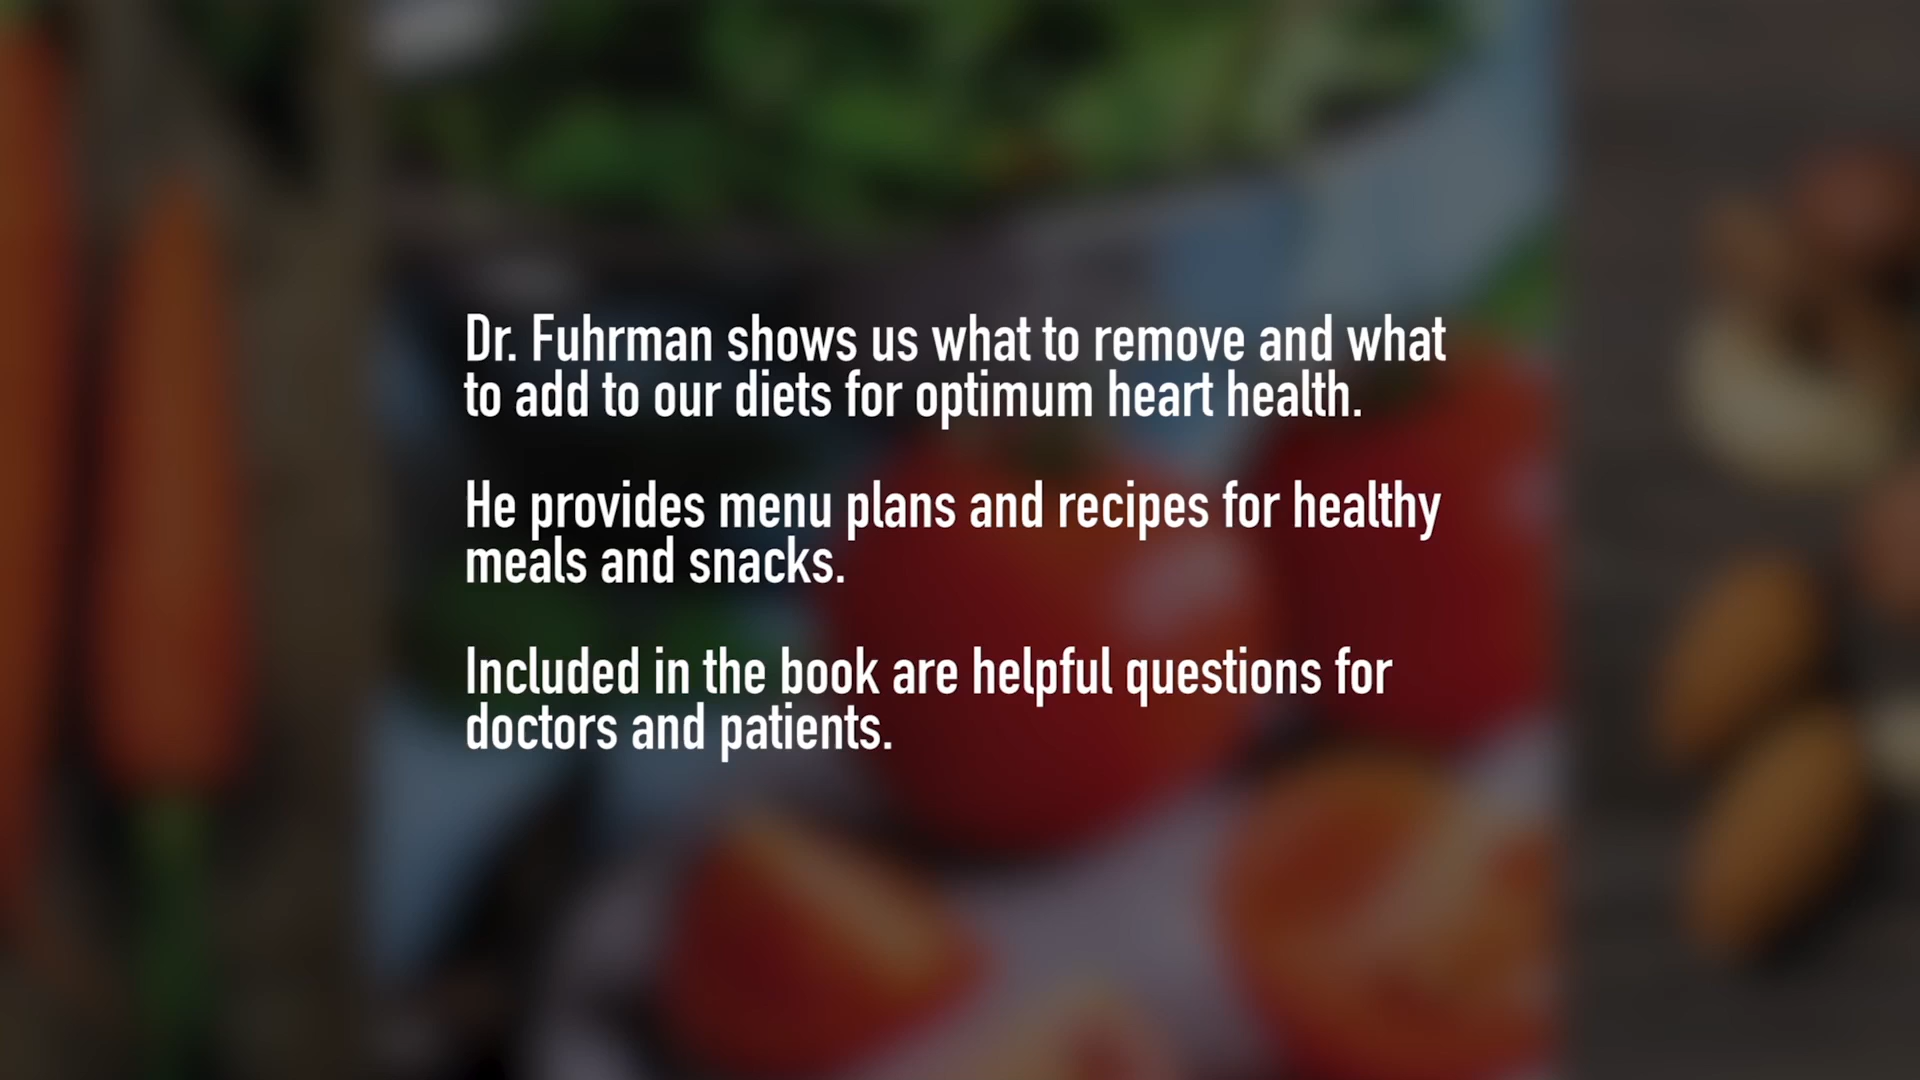 Dr. Fuhrman shows us what to remove and what
to add to our diets for optimum heart health.
He provides menu plans and recipes for healthy
meals and snacks.
Included in the book are helpful questions for
doctors and patients.